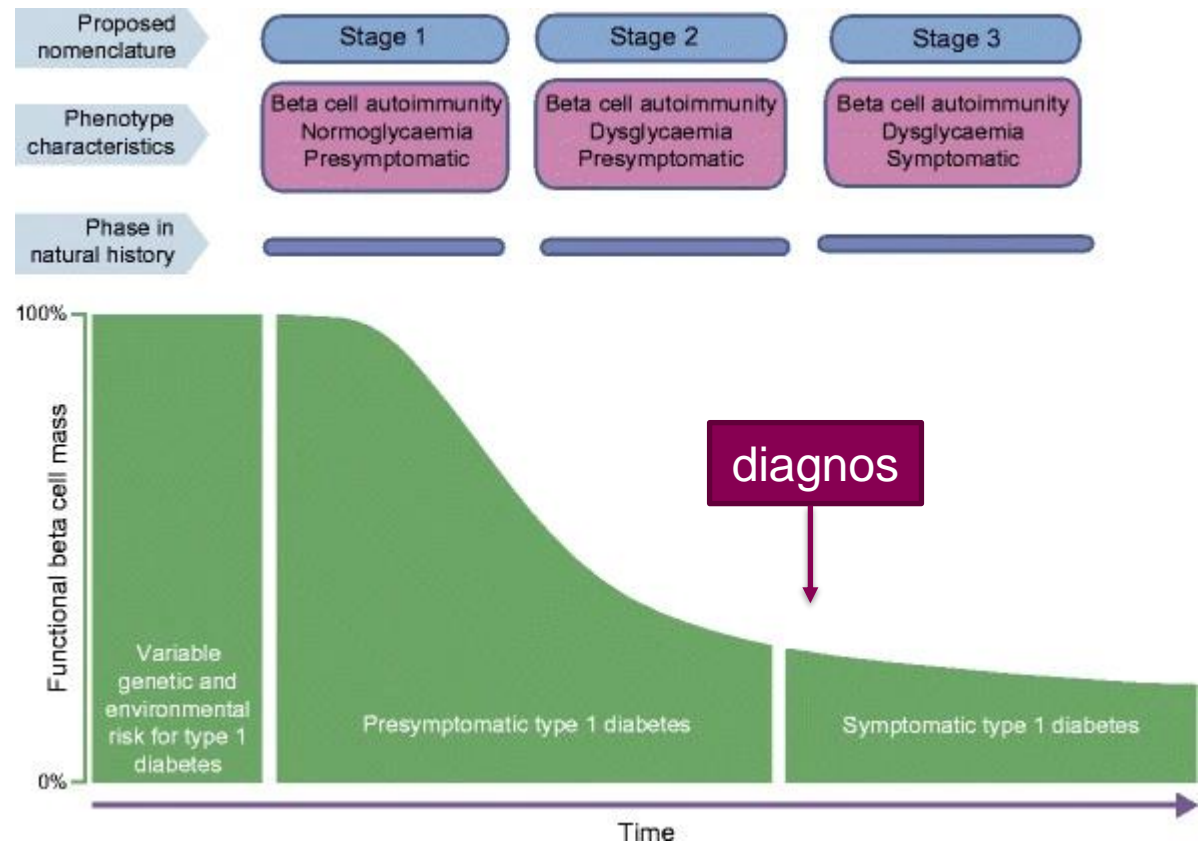 Proposed
nomenclature
Stage 1
Stage 2
Stage 3
Phenotype
characteristics
Beta cell autoimmunity
Normoglycaemia
Presymptomatic
Beta cell autoimmunity
Dysglycaemia
Presymptomatic
Beta cell autoimmunity
Dysglycaemia
Symptomatic
Phase in
natural history
100%
Functional beta cell mass
0%
diagnos
Variable
genetic and
environmental
risk for type 1
diabetes
Presymptomatic type 1 diabetes
Symptomatic type 1 diabetes
Time